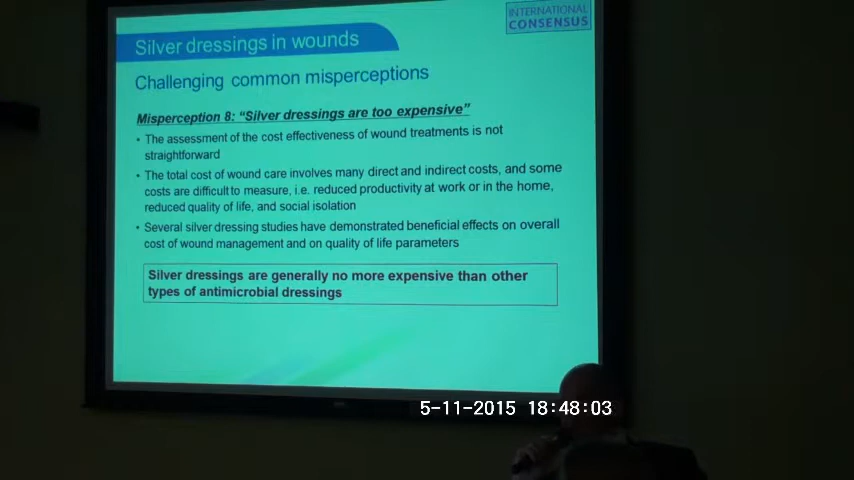 INTERNATIONAL
CONSENSUS
Silver dressings in wounds
Challenging common misperceptions
Misperception 8: “Silver dressings are too expensive”
• The assessment of the cost effectiveness of wound treatments is not
straightforward
• The total cost of wound care involves many direct and indirect costs, and some
costs are difficult to measure, i.e. reduced productivity at work or in the home,
reduced quality of life, and social isolation
• Several silver dressing studies have demonstrated beneficial effects on overall
cost of wound management and on quality of life parameters
Silver dressings are generally no more expensive than other
types of antimicrobial dressings
5-11-2015 18:48:03